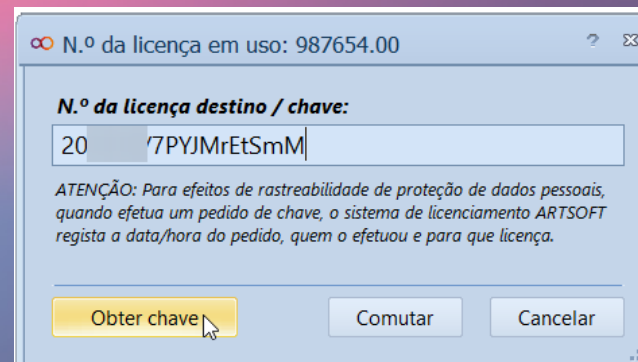 N.º da licença em uso: 987654.00
N.º da licença destino / chave:
20 /7PYJMrEtSmM
ATENÇÃO: Para efeitos de rastreabilidade de proteção de dados pessoais,
quando efetua um pedido de chave, o sistema de licenciamento ARTSOFT
regista a data/hora do pedido, quem o efetuou e para que licença.
Obter chave
Comutar
Cancelar